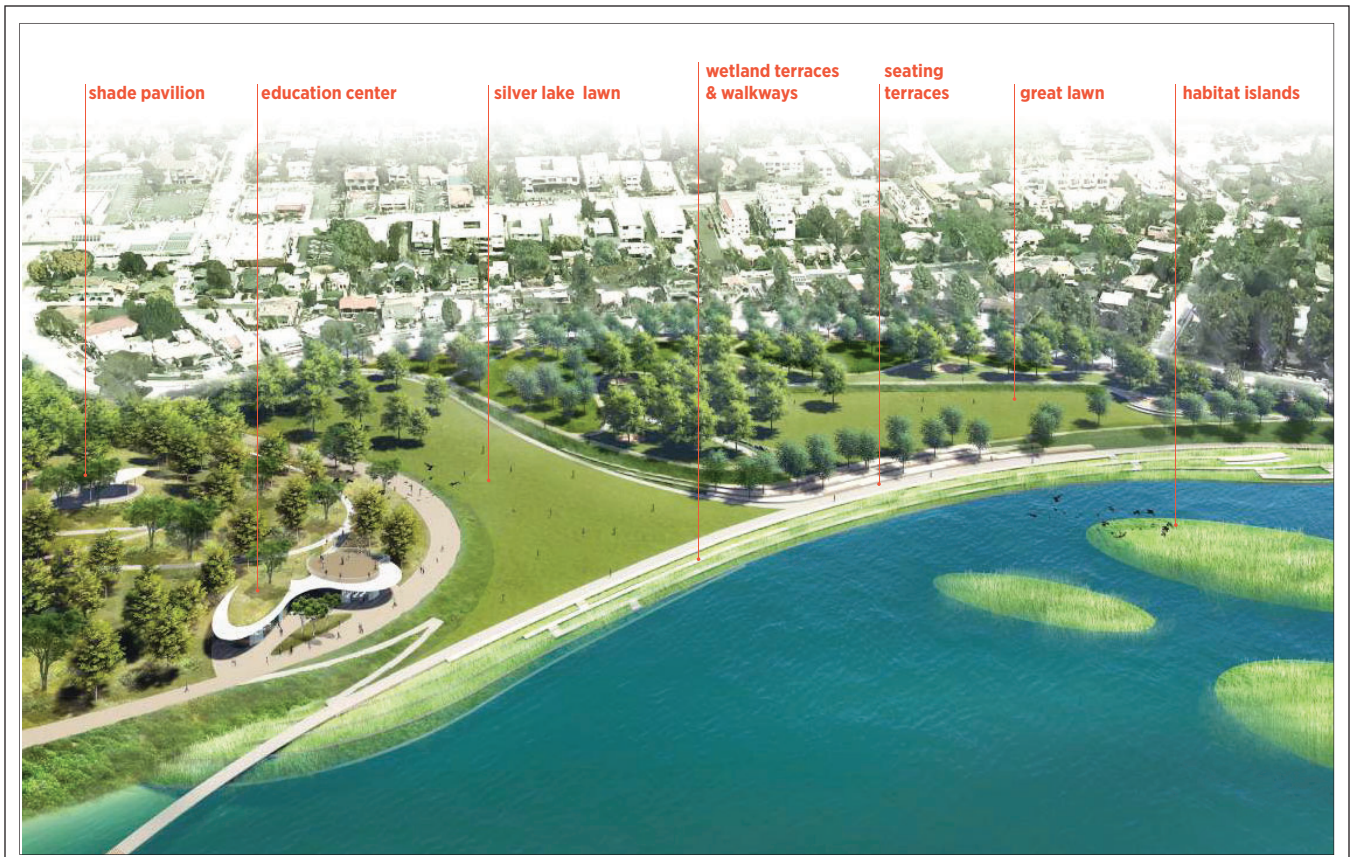 shade pavilion
education center
silver lake lawn
wetland terraces
& walkways
seating
terraces
great lawn
habitat islands